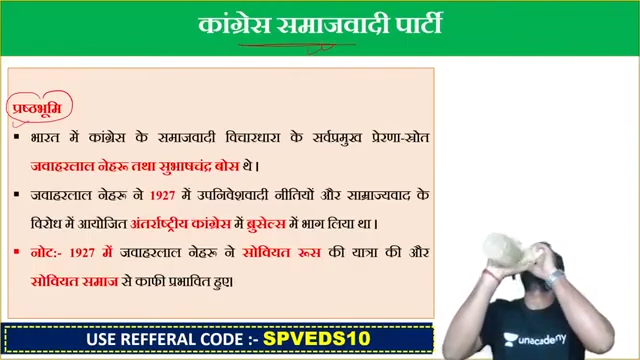 कांग्रेस समाजवादी पार्टी
प्रष्ठभूमि
▪ भारत में कांग्रेस के समाजवादी विचारधारा के सर्वप्रमुख प्रेरणा-स्रोत
जवाहरलाल नेहरू तथा सुभाषचंद्र बोस थे ।
▪ जवाहरलाल नेहरू ने 1927 में उपनिवेशवादी नीतियों और साम्राज्यवाद के
विरोध में आयोजित अंतर्राष्ट्रीय कांग्रेस में ब्रुसेल्स में भाग लिया था ।
▪ नोट:- 1927 में जवाहरलाल नेहरू ने सोवियत रूस की यात्रा की और
सोवियत समाज से काफी प्रभावित हुए।
unacademy
USE REFFERAL CODE :- SPVEDS10